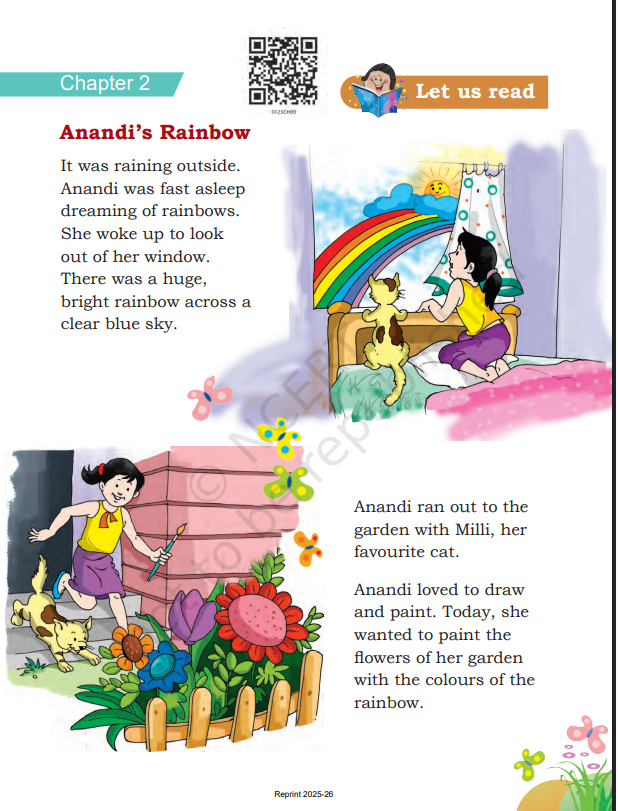 Chapter 2
0123CH02
Let us read
Anandi's Rainbow
It was raining outside.
Anandi was fast asleep
dreaming of rainbows.
She woke up to look
out of her window.
There was a huge,
bright rainbow across a
clear blue sky.
Anandi ran out to the
garden with Milli, her
favourite cat.
Anandi loved to draw
and paint. Today, she
wanted to paint the
flowers of her garden
with the colours of the
rainbow.
© NCERT
to be republished
Reprint 2025-26